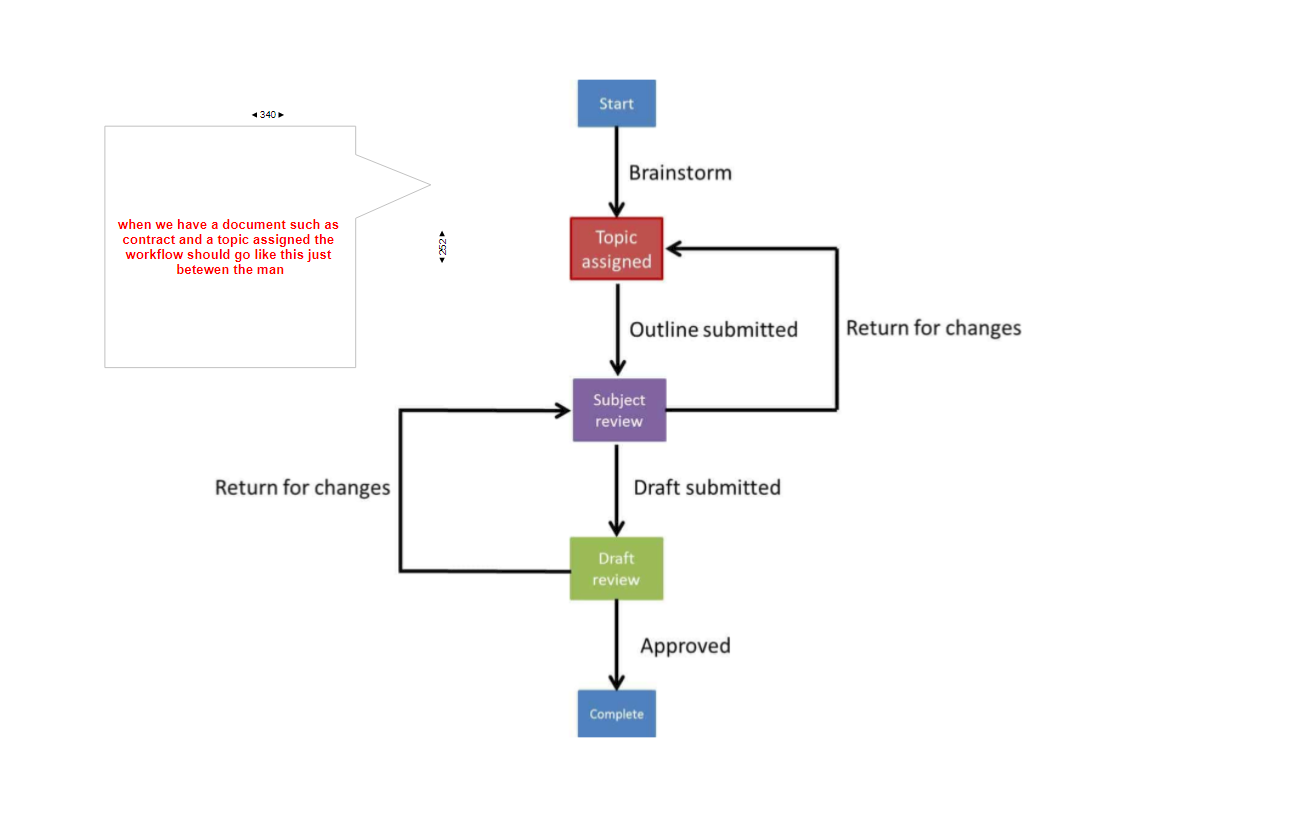 Start
◄ 340 ►
Brainstorm
when we have a document such as
contract and a topic assigned the
workflow should go like this just
betewen the man
◄ 252 ►
Topic
assigned
Outline submitted
Return for changes
Subject
review
Return for changes
Draft submitted
Draft
review
Approved
Complete